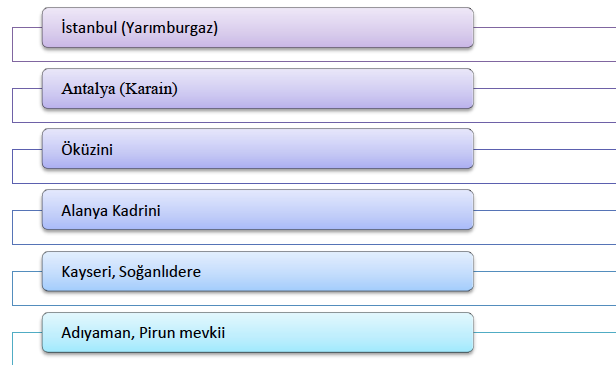 İstanbul (Yarımburgaz)
Antalya (Karain)
Öküzini
Alanya Kadrini
Kayseri, Soğanlıdere
Adıyaman, Pirun mevkii